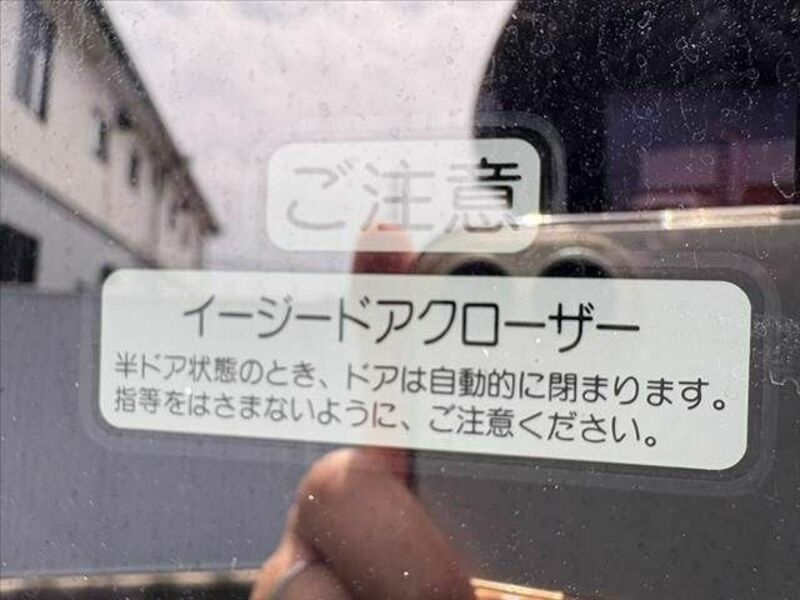 ご注意
イージードアクローザー
半ドア状態のとき、ドアは自動的に閉まります。
指等をはさまないように、ご注意ください。